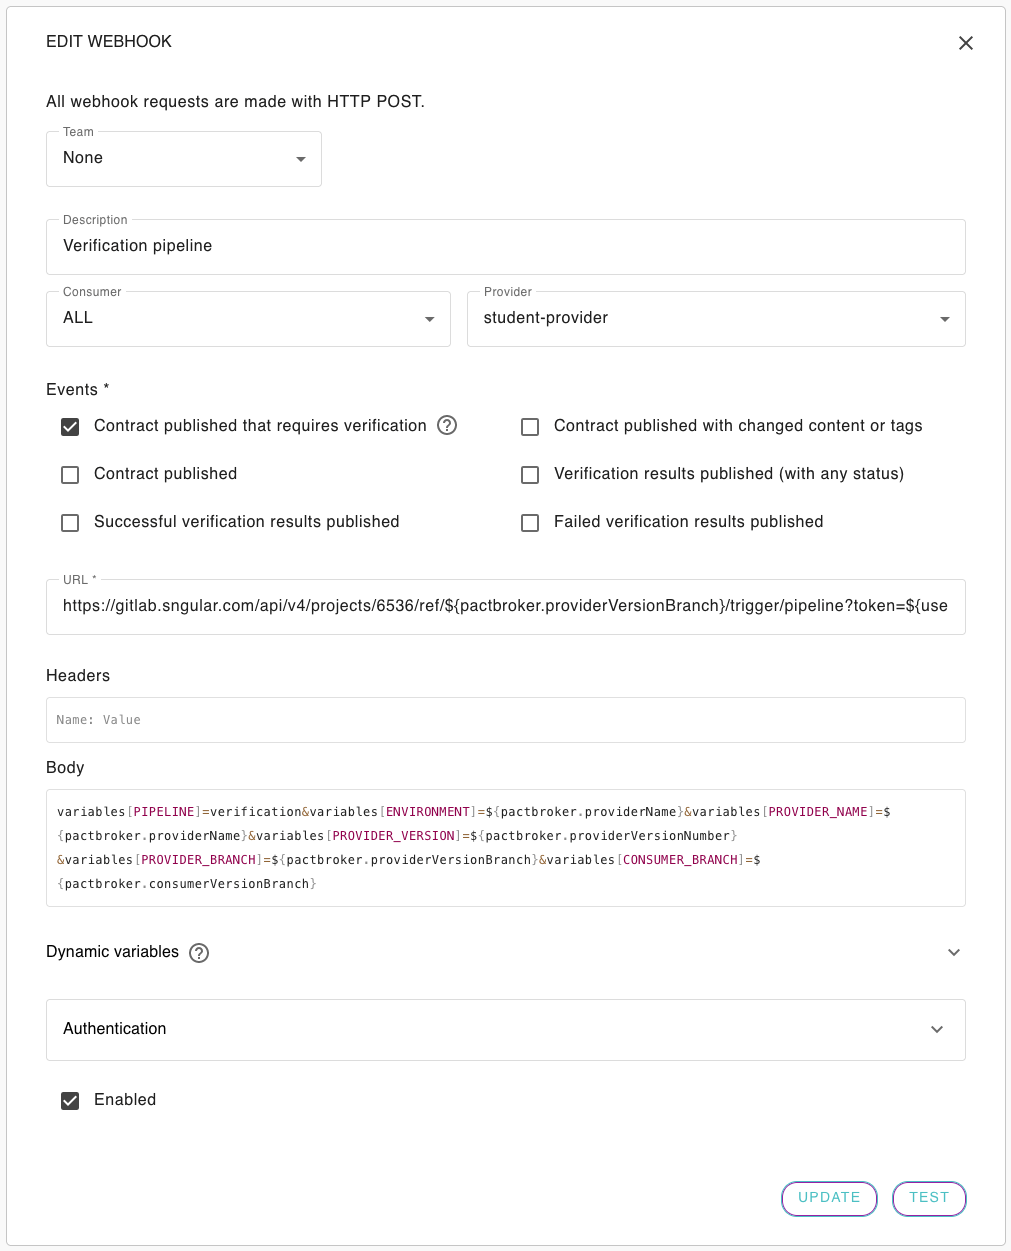 EDIT WEBHOOK
All webhook requests are made with HTTP POST.
Team
None
Description
Verification pipeline
Consumer
ALL
Provider
student-provider
Events *
Contract published that requires verification
Contract published with changed content or tags
Contract published
Verification results published (with any status)
Successful verification results published
Failed verification results published
URL *
https://gitlab.sngular.com/api/v4/projects/6536/ref/${pactbroker.providerVersionBranch}/trigger/pipeline?token=${use
Headers
Name: Value
Body
variables[PIPELINE]=verification&variables[ENVIRONMENT]=${pactbroker.providerName}&variables[PROVIDER_NAME]=$
{pactbroker.providerName}&variables[PROVIDER_VERSION]=${pactbroker.providerVersionNumber}
&variables[PROVIDER_BRANCH]=${pactbroker.providerVersionBranch}&variables[CONSUMER_BRANCH]=$
{pactbroker.consumerVersionBranch}
Dynamic variables
Authentication
Enabled
UPDATE
TEST